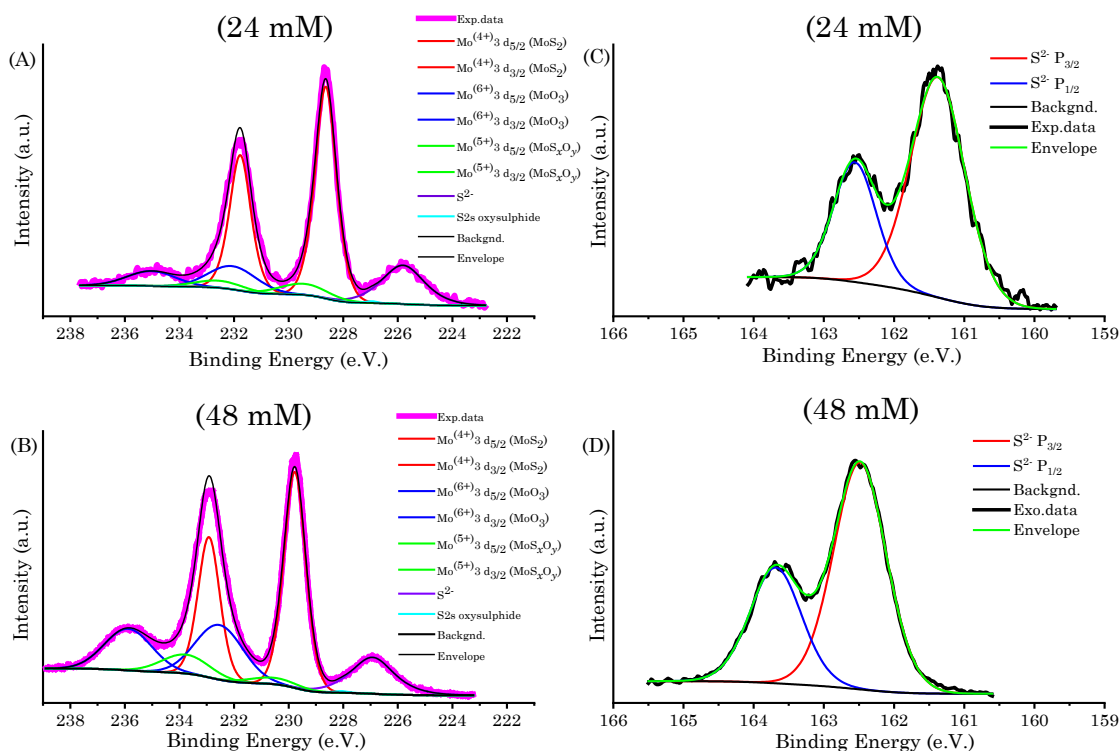 (24 mM)
(A)
Exp.data
Mo(4+)3 d5/2 (MoS2)
Mo(4+)3 d3/2 (MoS2)
Mo(6+)3 d5/2 (MoO3)
Mo(6+)3 d3/2 (MoO3)
Mo(5+)3 d5/2 (MoSxOy)
Mo(5+)3 d3/2 (MoSxOy)
S2-
S2s oxysulphide
Backgnd.
Envelope
Intensity (a.u.)
238 236 234 232 230 228 226 224 222
Binding Energy (e.V.)
(24 mM)
(C)
S2- P3/2
S2- P1/2
Backgnd.
Exp.data
Envelope
Intensity (a.u.)
166 165 164 163 162 161 160 159
Binding Energy (e.V.)
(48 mM)
(B)
Exp.data
Mo(4+)3 d5/2 (MoS2)
Mo(4+)3 d3/2 (MoS2)
Mo(6+)3 d5/2 (MoO3)
Mo(6+)3 d3/2 (MoO3)
Mo(5+)3 d5/2 (MoSxOy)
Mo(5+)3 d3/2 (MoSxOy)
S2-
S2s oxysulphide
Backgnd.
Envelope
Intensity (a.u.)
238 236 234 232 230 228 226 224 222
Binding Energy (e.V.)
(48 mM)
(D)
S2- P3/2
S2- P1/2
Backgnd.
Exo.data
Envelope
Intensity (a.u.)
166 165 164 163 162 161 160 159
Binding Energy (e.V.)